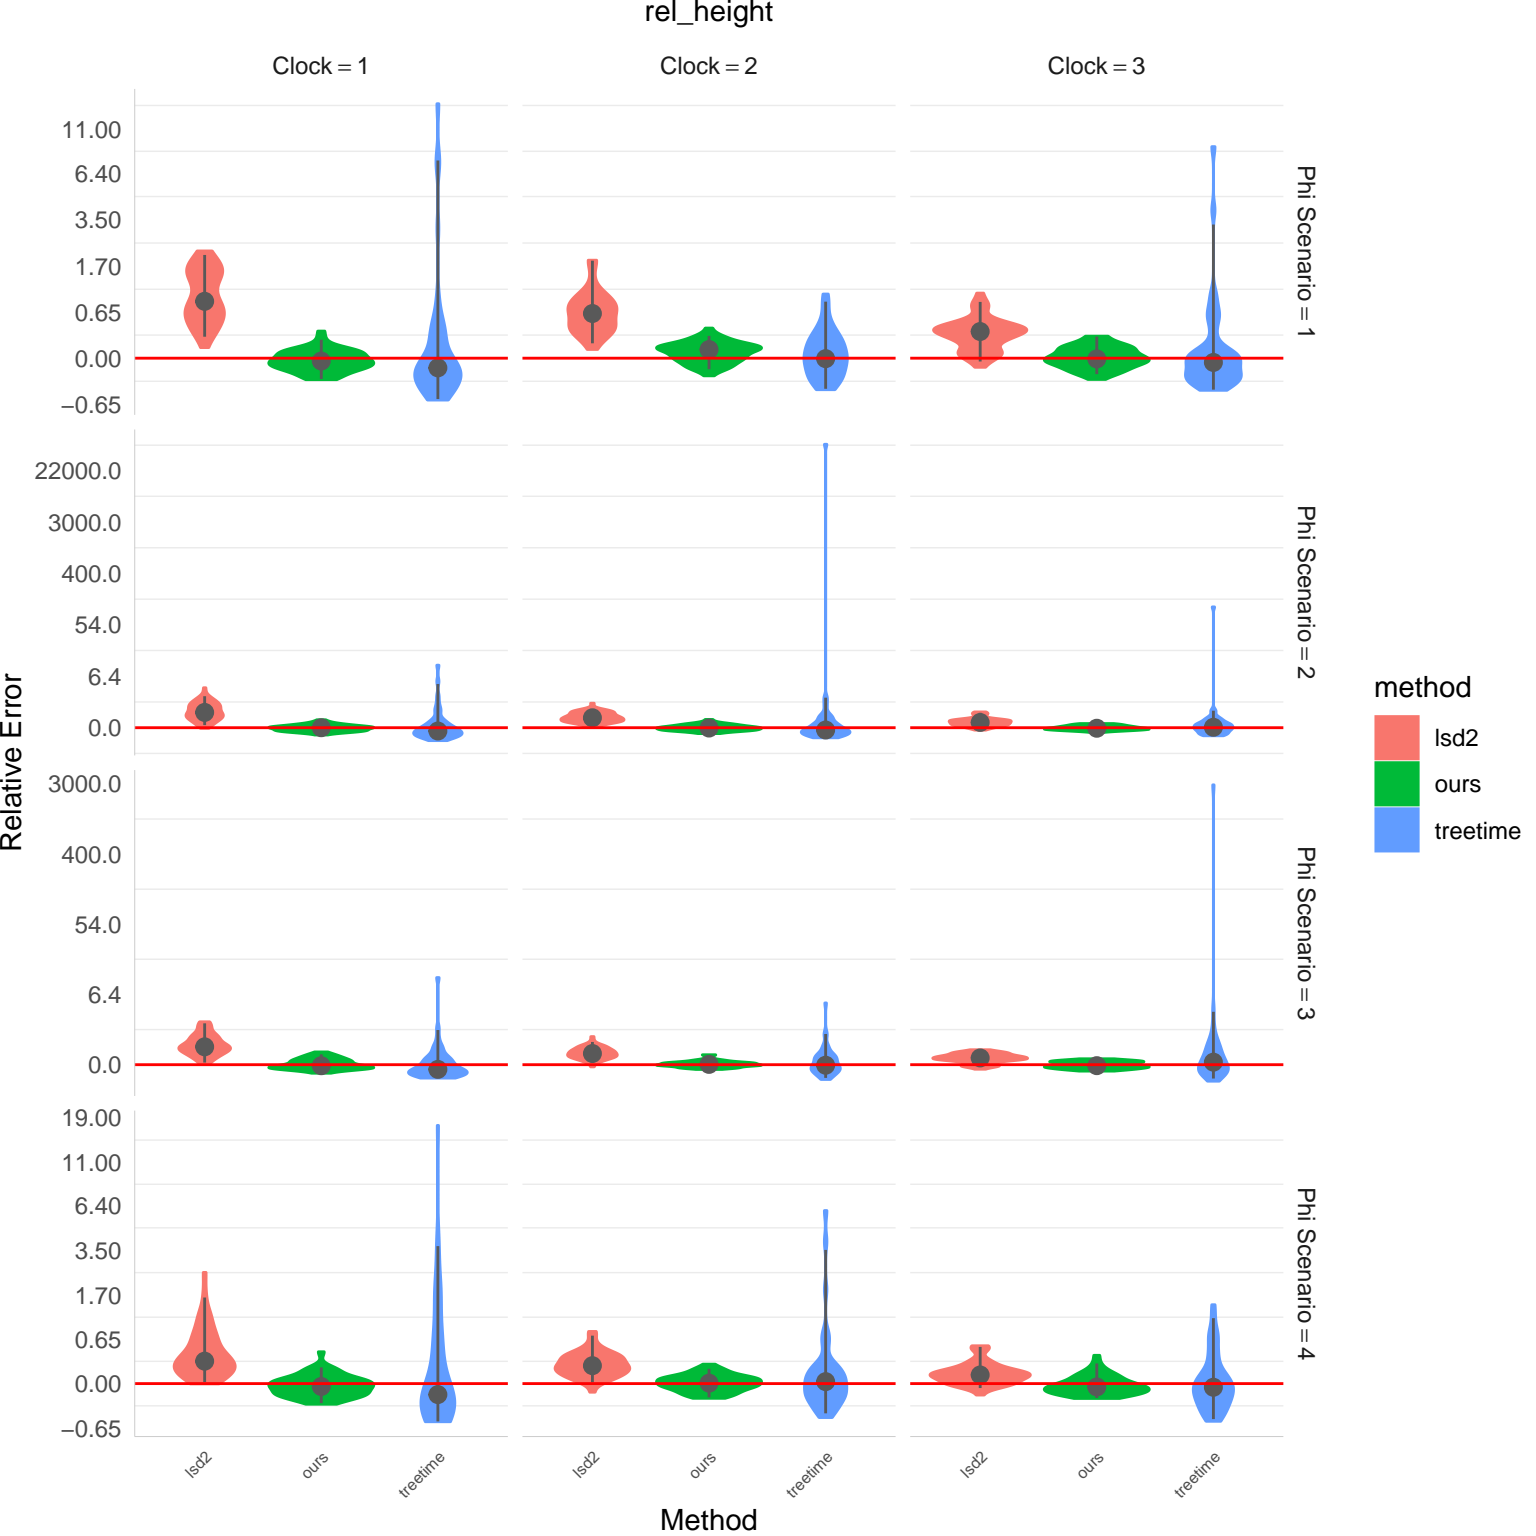 rel_height
Clock = 1
Clock = 2
Clock = 3
11.00
6.40
3.50
1.70
0.65
0.00
−0.65
Phi Scenario = 1
22000.0
3000.0
400.0
54.0
6.4
0.0
Phi Scenario = 2
3000.0
400.0
54.0
6.4
0.0
Phi Scenario = 3
19.00
11.00
6.40
3.50
1.70
0.65
0.00
−0.65
Phi Scenario = 4
Relative Error
lsd2
ours
treetime
lsd2
ours
treetime
lsd2
ours
treetime
Method
method
lsd2
ours
treetime